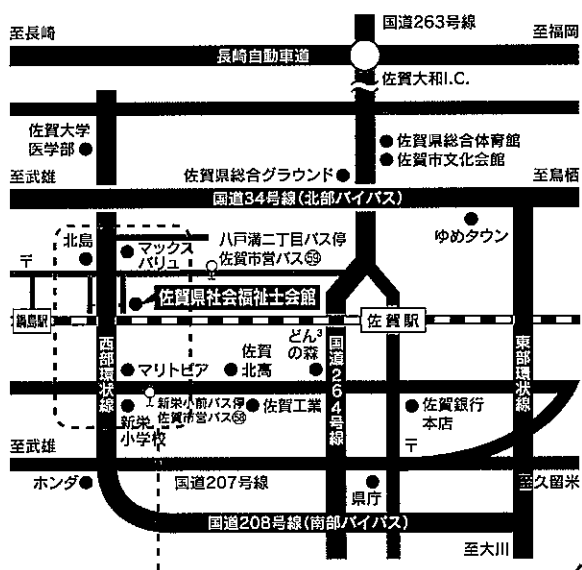 国道263号線
至長崎
至福岡
長崎自動車道
佐賀大和I.C.
佐賀大学
医学部
佐賀県総合体育館
佐賀市文化会館
佐賀県総合グラウンド
至武雄
至鳥栖
国道34号線(北部バイパス)
ゆめタウン
北島
マックス
バリュ
八戸溝二丁目バス停
佐賀市営バス59
〒
佐賀県社会福祉士会館
鍋島駅
佐賀駅
西部環状線
国道264号線
東部環状線
マリトピア
佐賀
北高
どん3
の森
新栄小前バス停
佐賀市営バス58
新栄
小学校
佐賀工業
佐賀銀行
本店
〒
至武雄
ホンダ
国道207号線
県庁
至久留米
国道208号線(南部バイパス)
至大川